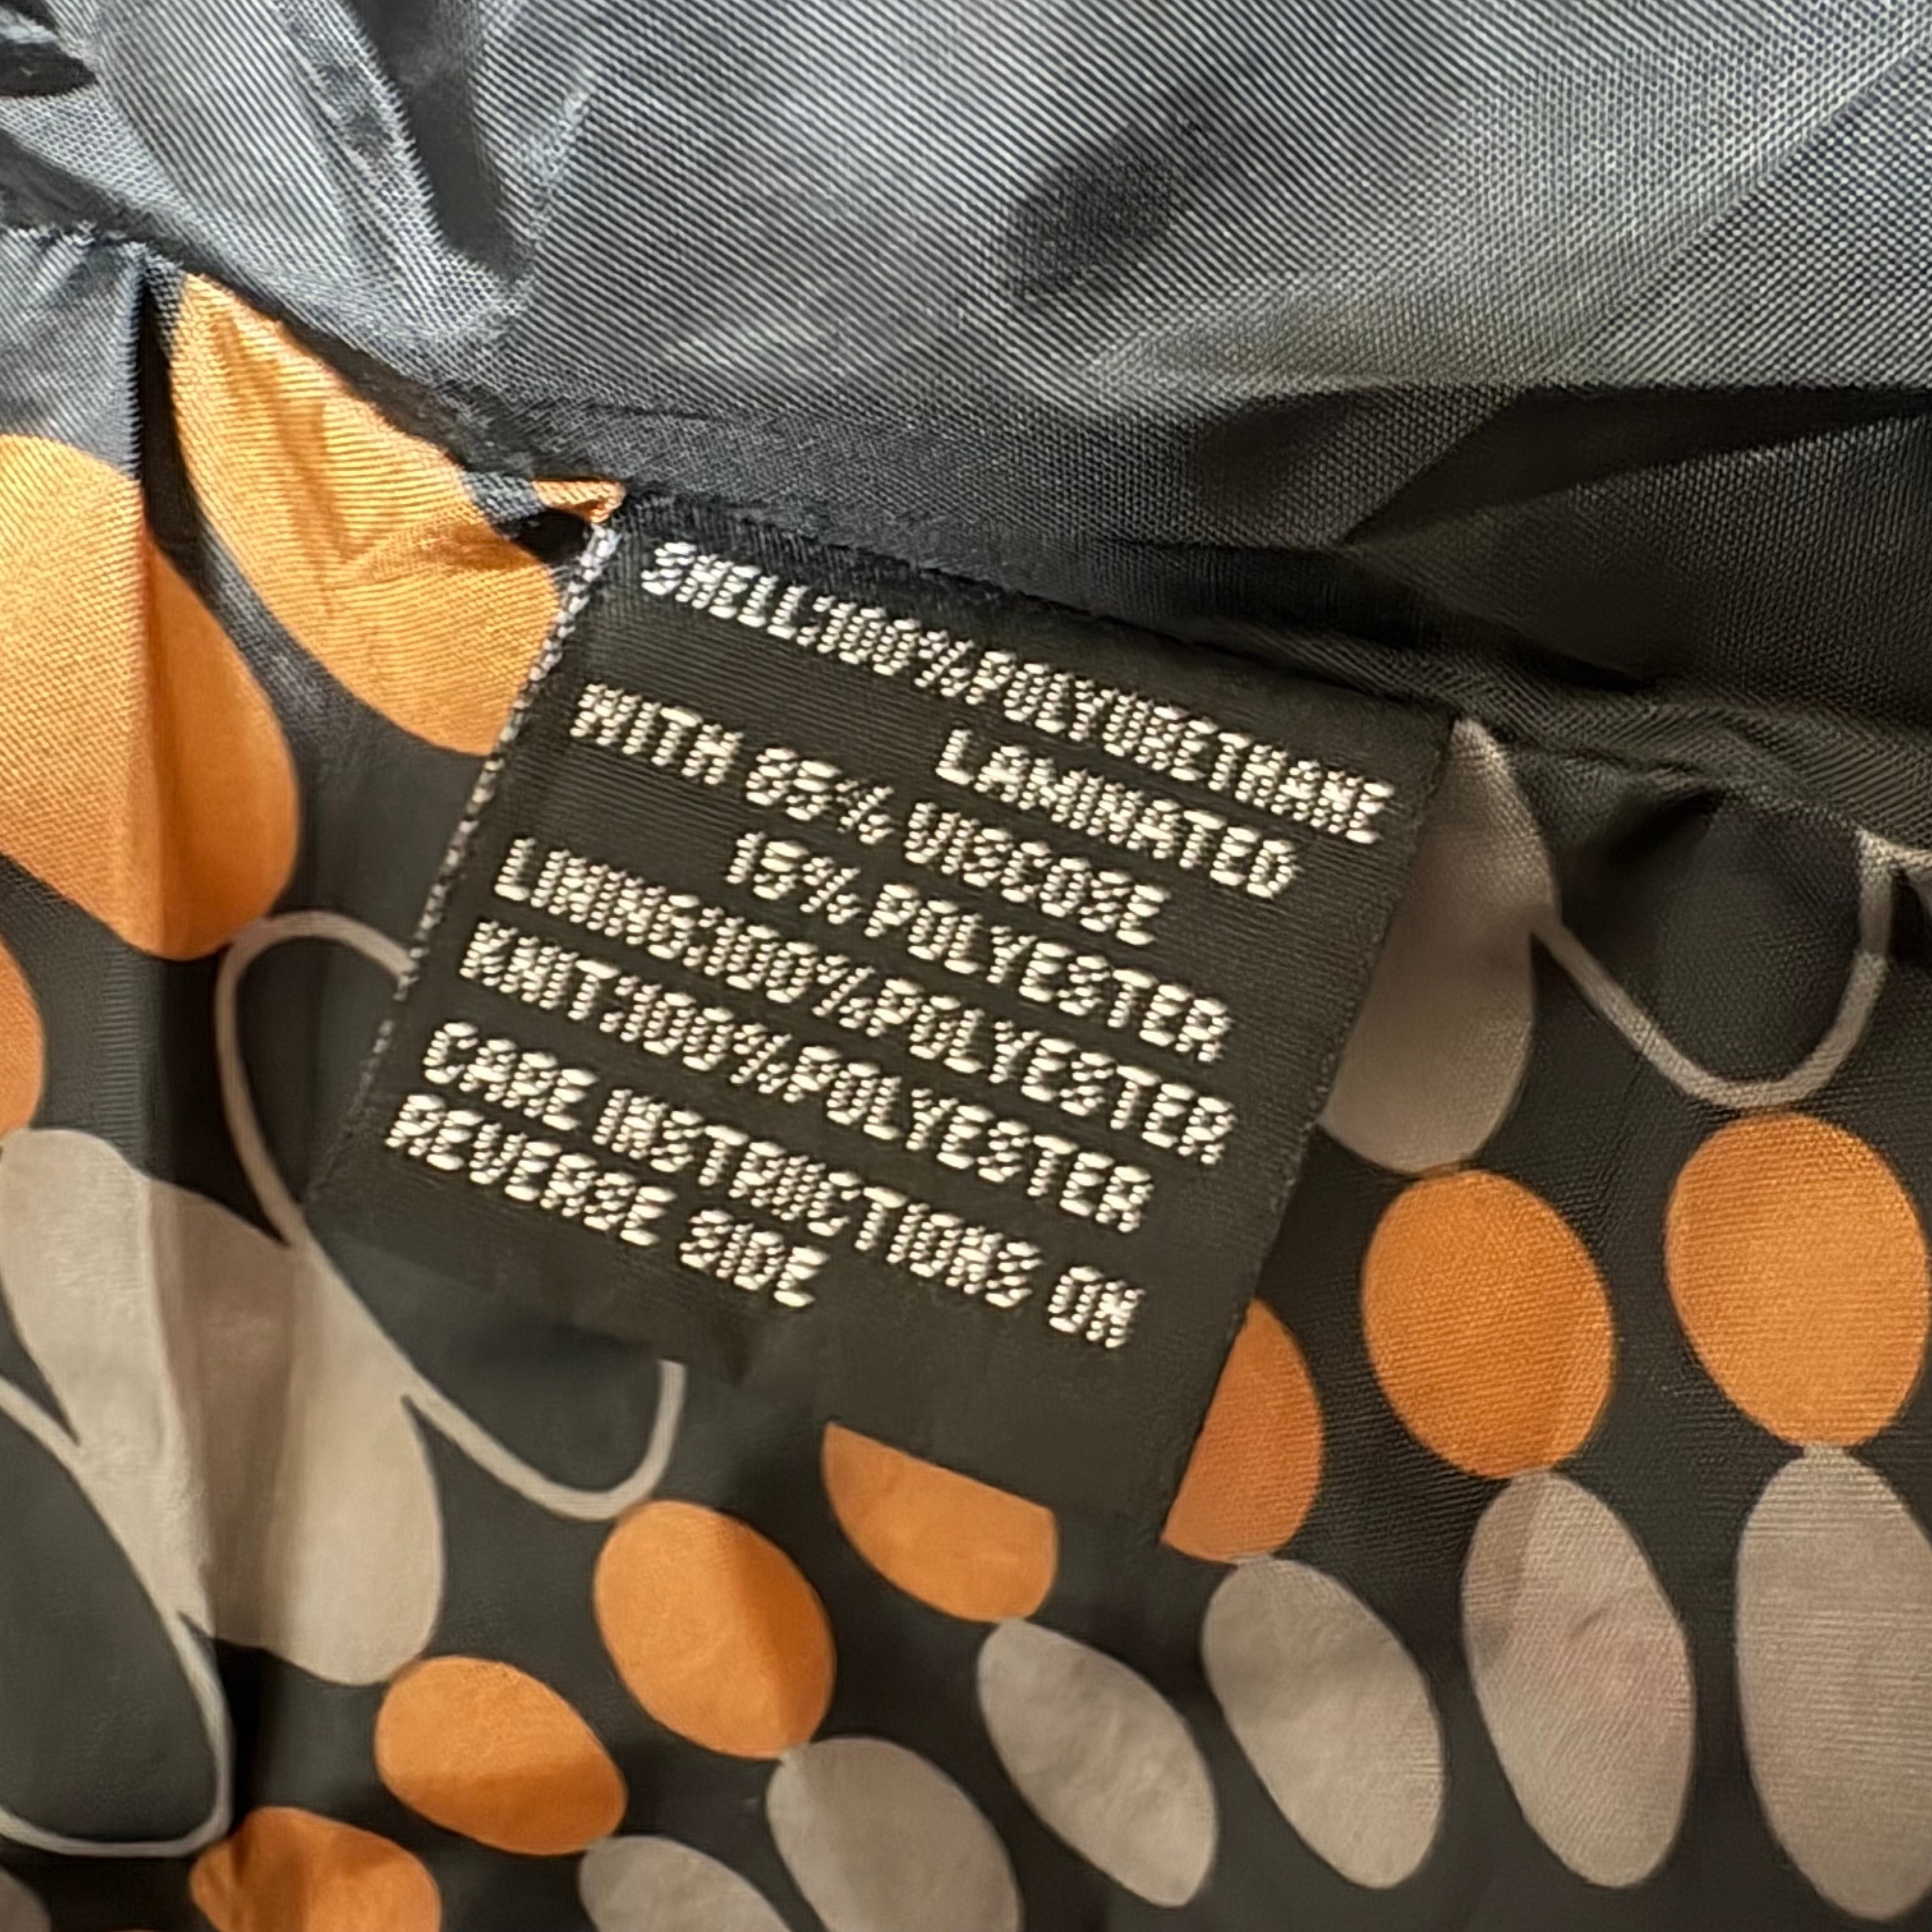 SHELL:100%POLYURETHANE
LAMINATED
WITH 85% VISCOZE
15%POLYESTER
LINING:100%POLYESTER
KNIT:100%POLYESTER
CARE INSTRUCTIONS ON
REVERSE SIDE